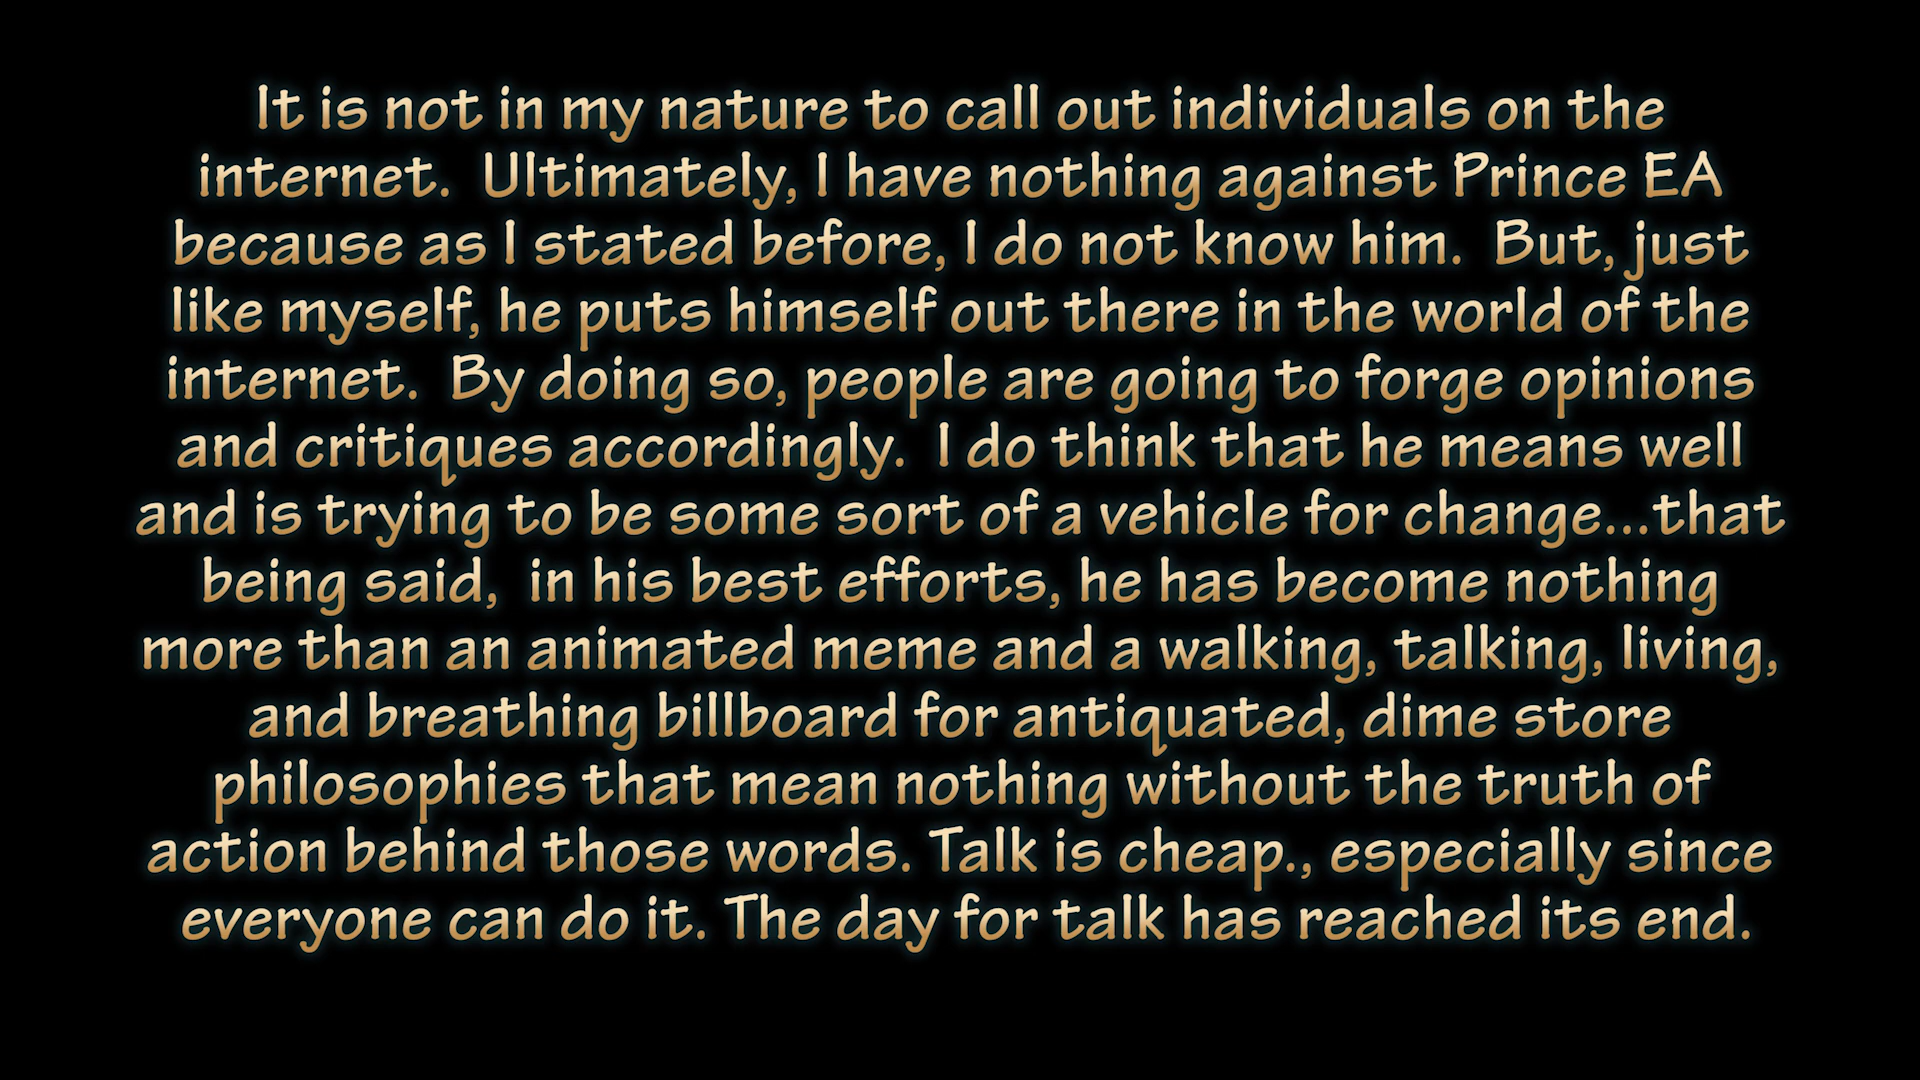 It is not in my nature to call out individuals on the
internet.  Ultimately, I have nothing against Prince EA
because as I stated before, I do not know him.  But, just
like myself, he puts himself out there in the world of the
internet.  By doing so, people are going to forge opinions
and critiques accordingly.  I do think that he means well
and is trying to be some sort of a vehicle for change...that
being said,  in his best efforts, he has become nothing
more than an animated meme and a walking, talking, living,
and breathing billboard for antiquated, dime store
philosophies that mean nothing without the truth of
action behind those words. Talk is cheap., especially since
everyone can do it. The day for talk has reached its end.